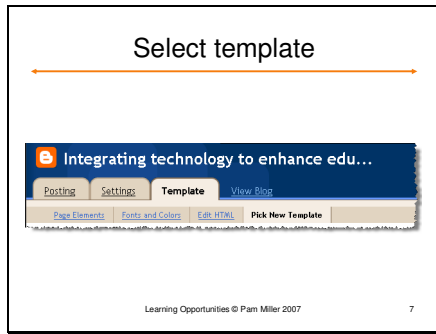 Select template
Integrating technology to enhance edu...
Posting Settings Template View Blog
Page Elements Fonts and Colors Edit HTML Pick New Template
Learning Opportunities © Pam Miller 2007 7